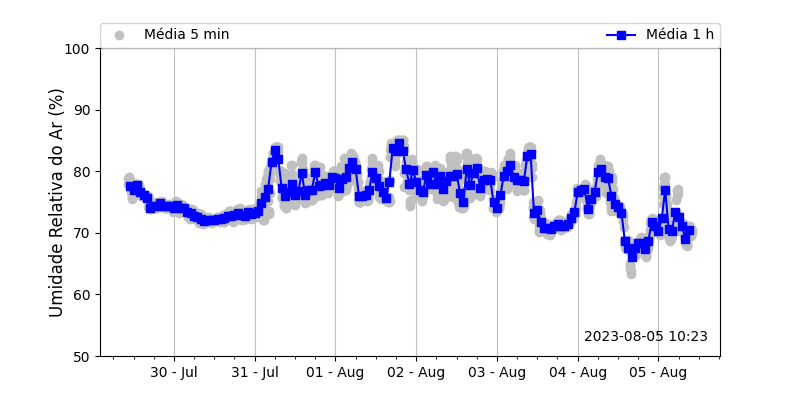 Média 5 min
Média 1 h
Umidade Relativa do Ar (%)
100
90
80
70
60
50
2023-08-05 10:23
30 - Jul
31 - Jul
01 - Aug
02 - Aug
03 - Aug
04 - Aug
05 - Aug